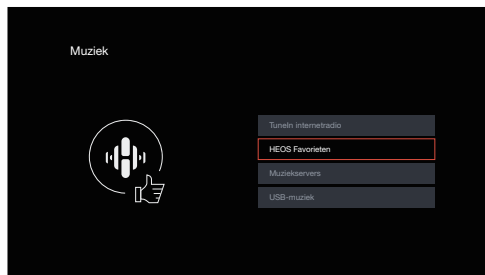 Muziek
TuneIn internetradio
HEOS Favorieten
Muziekservers
USB-muziek